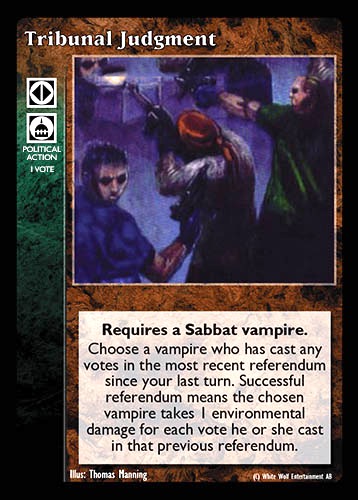 Tribunal Judgment
POLITICAL
ACTION
1 VOTE
Requires a Sabbat vampire.
Choose a vampire who has cast any
votes in the most recent referendum
since your last turn. Successful
referendum means the chosen
vampire takes 1 environmental
damage for each vote he or she cast
in that previous referendum.
Illus: Thomas Manning
(C) White Wolf Entertainment AB